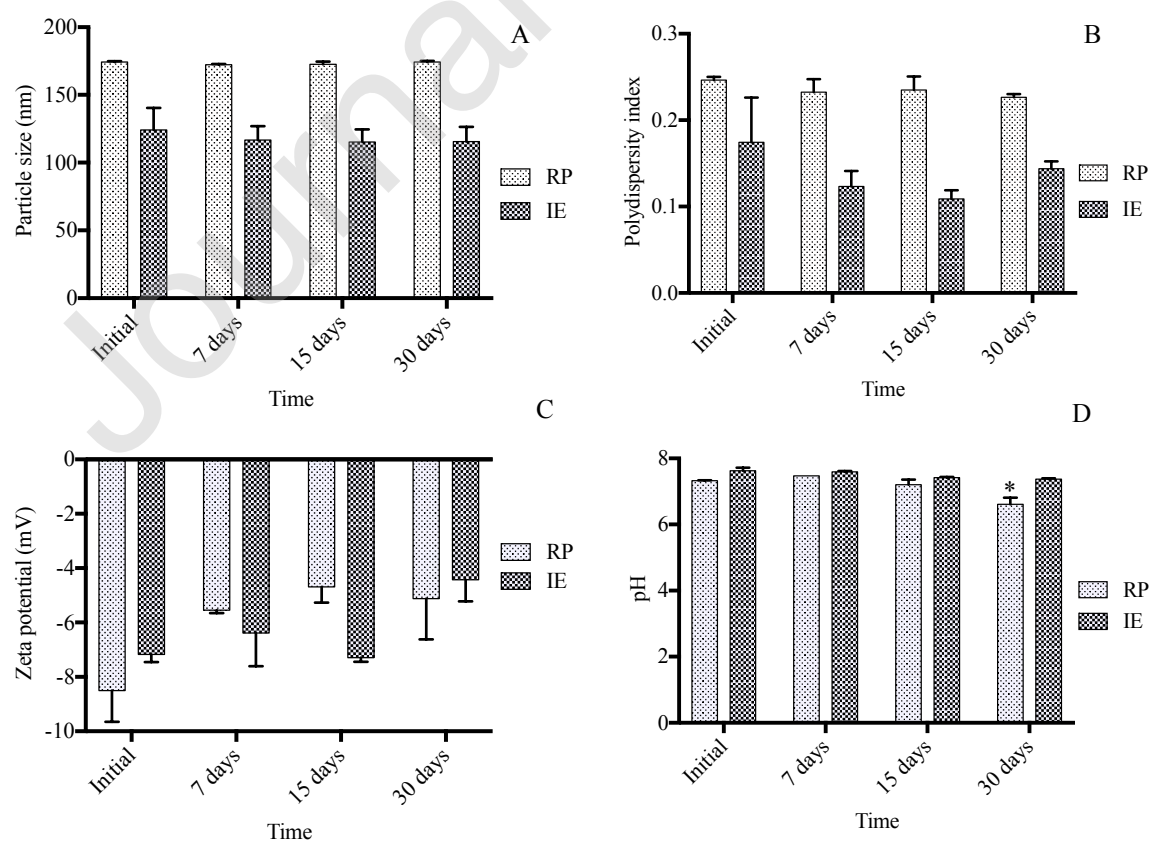 A
200
150
100
50
0
Particle size (nm)
Initial
7 days
15 days
30 days
Time
RP
IE
B
0.3
0.2
0.1
0.0
Polydispersity index
Initial
7 days
15 days
30 days
Time
RP
IE
C
0
-2
-4
-6
-8
-10
Zeta potential (mV)
Initial
7 days
15 days
30 days
Time
RP
IE
D
8
6
4
2
0
pH
*
Initial
7 days
15 days
30 days
Time
RP
IE
Journal